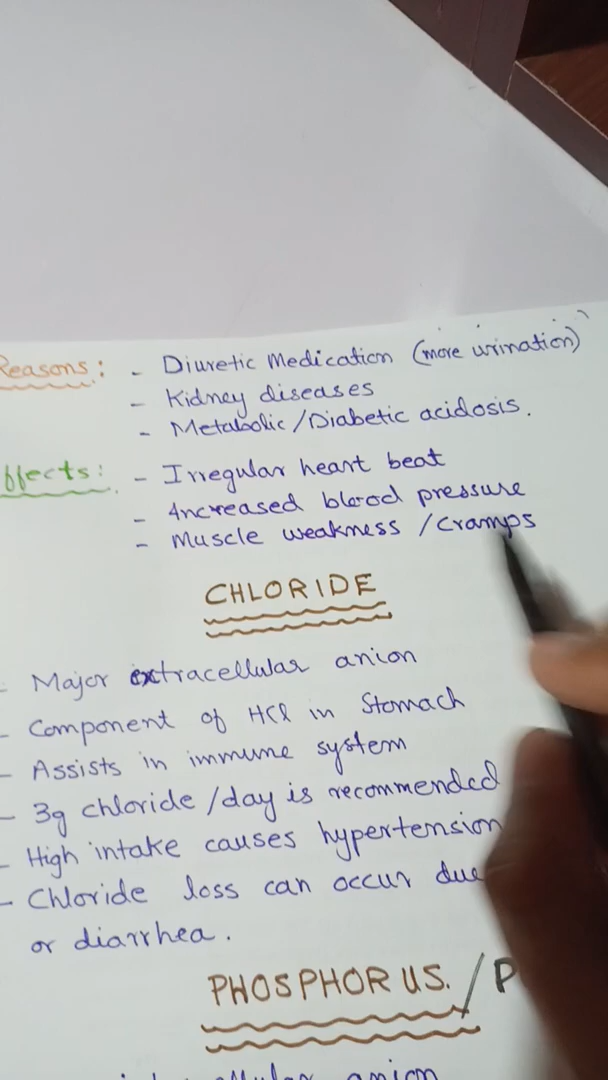 Reasons: - Diuretic Medication (more urination)
- Kidney diseases
- Metabolic/Diabetic acidosis.
ffects: - Irregular heart beat
- Increased blood pressure
- Muscle weakness /Cramps
CHLORIDE
- Major extracellular anion
- Component of HCl in Stomach
- Assists in immune system
- 3g chloride/day is recommended
- High intake causes hypertension
- Chloride loss can occur due
or diarrhea.
PHOSPHORUS. / P
anion